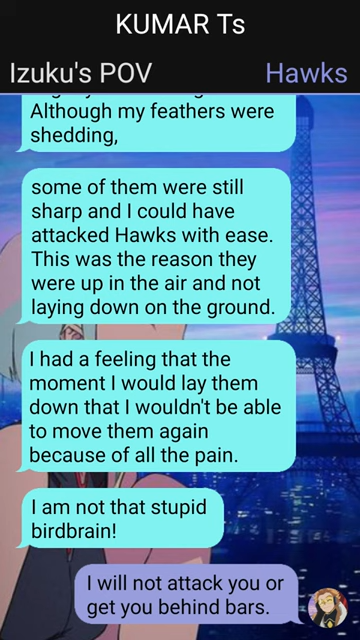 KUMAR Ts
Izuku's POV
Hawks
Although my feathers were
shedding,
some of them were still
sharp and I could have
attacked Hawks with ease.
This was the reason they
were up in the air and not
laying down on the ground.
I had a feeling that the
moment I would lay them
down that I wouldn't be able
to move them again
because of all the pain.
I am not that stupid
birdbrain!
I will not attack you or
get you behind bars.